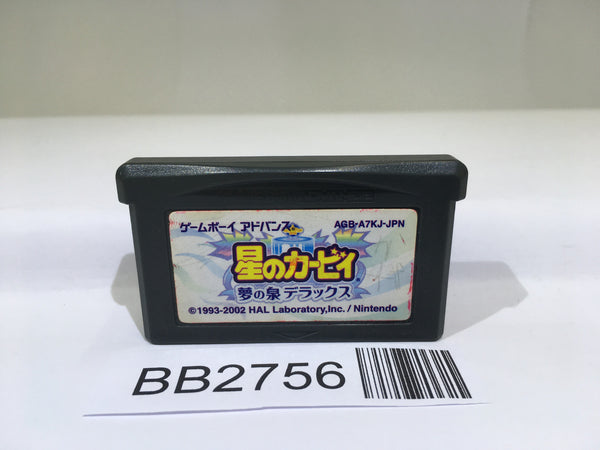 ゲームボーイ アドバンス AGB-A7KJ-JPN
星のカービィ
夢の泉デラックス
©1993-2002 HAL Laboratory,Inc. / Nintendo
BB2756